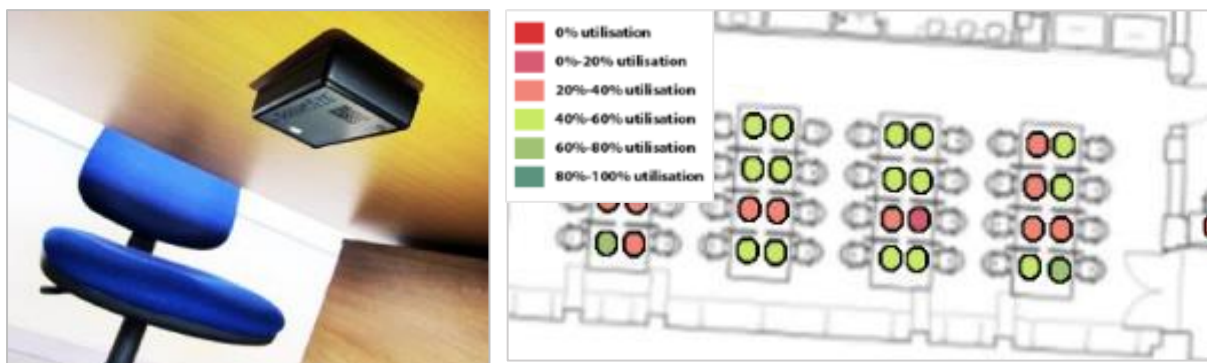 0% utilisation
0%-20% utilisation
20%-40% utilisation
40%-60% utilisation
60%-80% utilisation
80%-100% utilisation